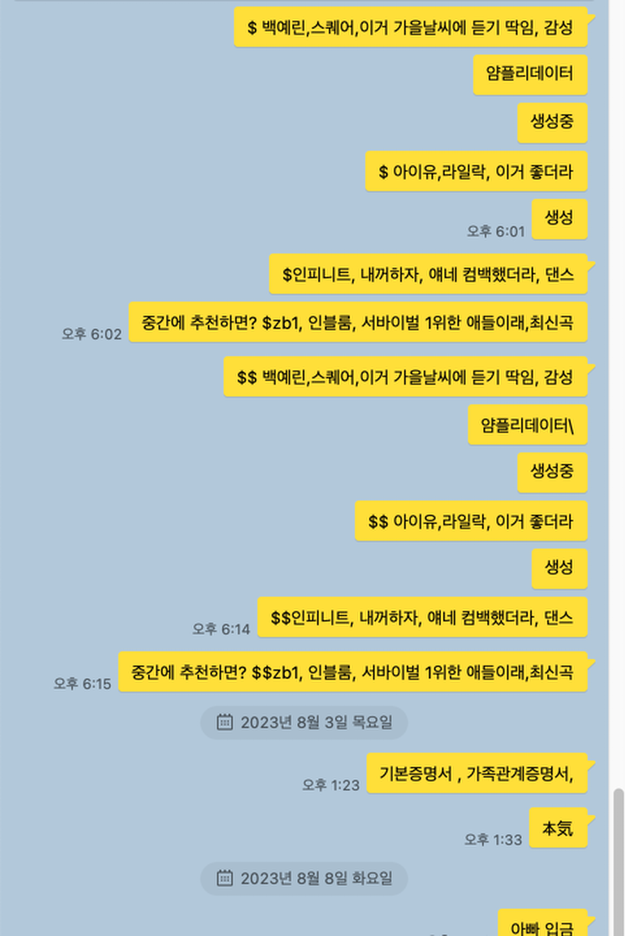 $ 백예린,스퀘어,이거 가을날씨에 듣기 딱임, 감성
얌플리데이터
생성중
$ 아이유,라일락, 이거 좋더라
생성
오후 6:01
$인피니트, 내꺼하자, 얘네 컴백했더라, 댄스
중간에 추천하면? $zb1, 인블룸, 서바이벌 1위한 애들이래,최신곡
오후 6:02
$$ 백예린,스퀘어,이거 가을날씨에 듣기 딱임, 감성
얌플리데이터\
생성중
$$ 아이유,라일락, 이거 좋더라
생성
$$인피니트, 내꺼하자, 얘네 컴백했더라, 댄스
오후 6:14
중간에 추천하면? $$zb1, 인블룸, 서바이벌 1위한 애들이래,최신곡
오후 6:15
2023년 8월 3일 목요일
기본증명서 , 가족관계증명서,
오후 1:23
本気
오후 1:33
2023년 8월 8일 화요일
아빠 입금